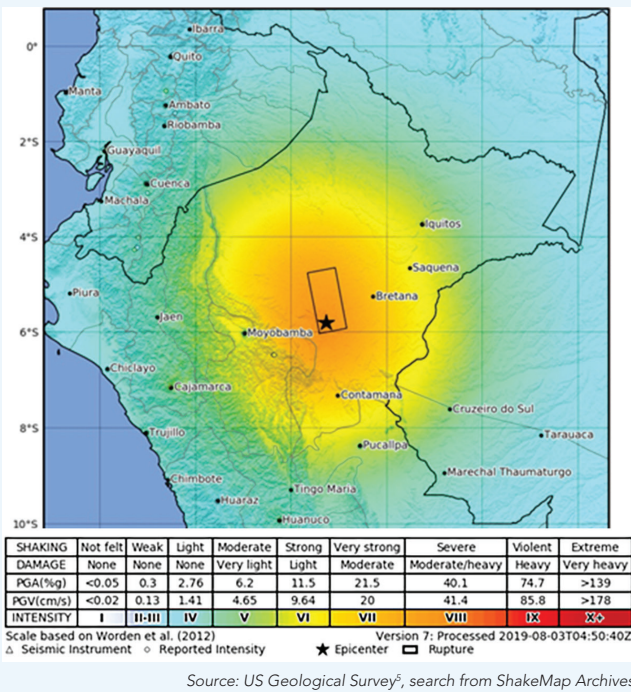 Ibarra
0°
Quito
Manta
Ambato
Riobamba
2°S
Guayaquil
Cuenca
Machala
Iquitos
4°S
Saquena
Piura
Bretana
Jaen
6°S
Moyobamba
Chiclayo
Cajamarca
Contamana
Cruzeiro do Sul
8°S
Trujillo
Tarauaca
Pucallpa
Chimbote
Marechal Thaumaturgo
Tingo Maria
Huaraz
10°S
Huanuco
SHAKING Not felt Weak Light Moderate Strong Very strong Severe Violent Extreme
DAMAGE None None None Very light Light Moderate Moderate/heavy Heavy Very heavy
PGA(%g) <0.05 0.3 2.76 6.2 11.5 21.5 40.1 74.7 >139
PGV(cm/s) <0.02 0.13 1.41 4.65 9.64 20 41.4 85.8 >178
INTENSITY I II-III IV V VI VII VIII IX X+
Scale based on Worden et al. (2012) Version 7: Processed 2019-08-03T04:50:40Z
△ Seismic Instrument ○ Reported Intensity ★ Epicenter □ Rupture
Source: US Geological Survey⁵, search from ShakeMap Archives